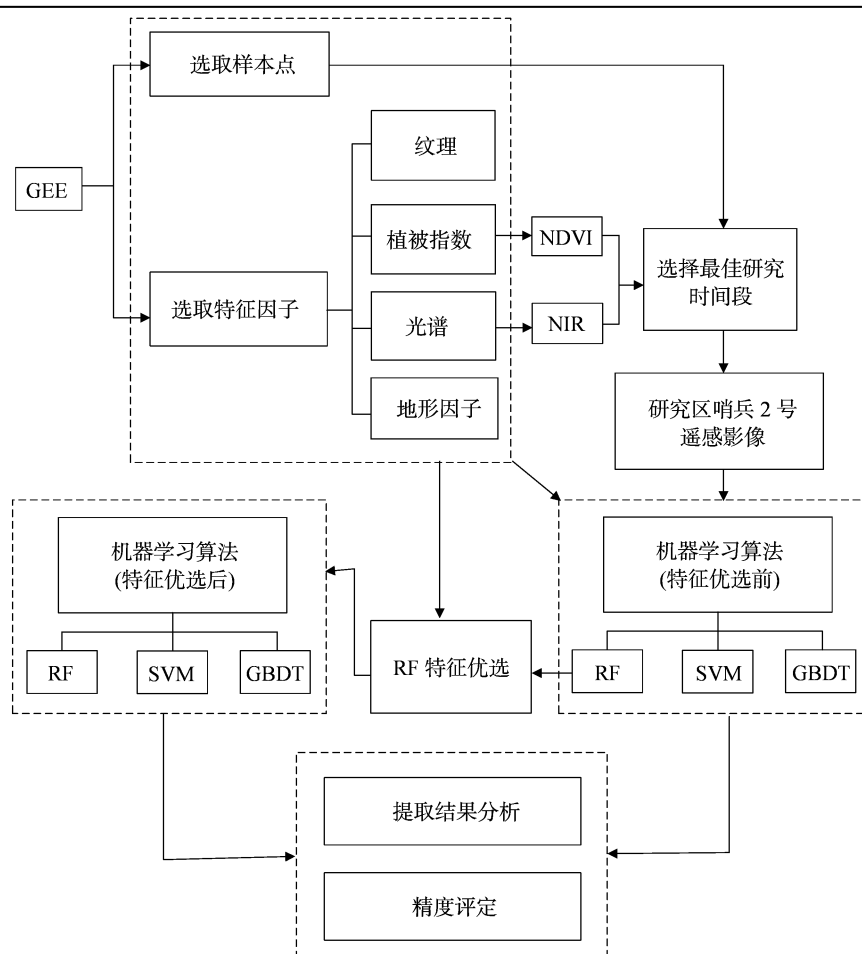 选取样本点
纹理
GEE
植被指数
NDVI
选择最佳研究
时间段
选取特征因子
光谱
NIR
地形因子
研究区哨兵 2 号
遥感影像
机器学习算法
(特征优选后)
机器学习算法
(特征优选前)
RF
SVM
GBDT
RF 特征优选
RF
SVM
GBDT
提取结果分析
精度评定